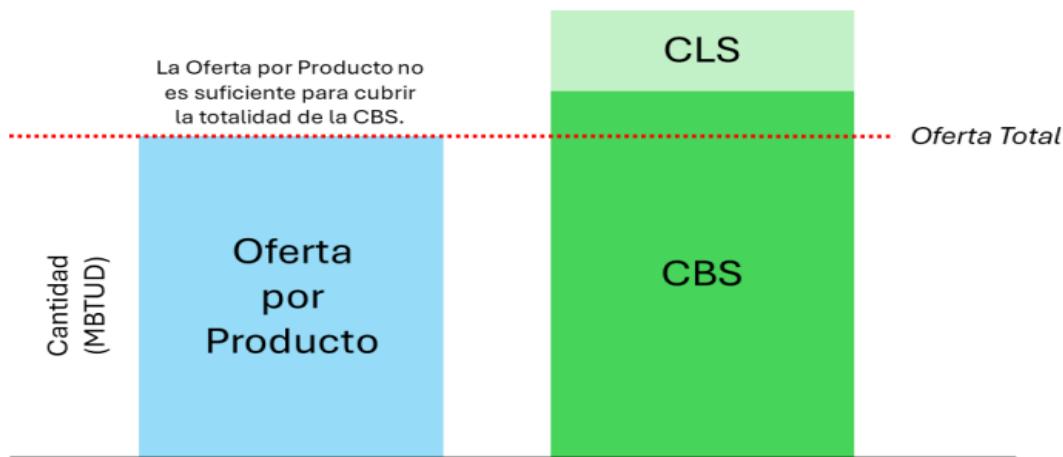 La Oferta por Producto no
es suficiente para cubrir
la totalidad de la CBS.
CLS
Oferta Total
Cantidad
(MBTUD)
Oferta
por
Producto
CBS